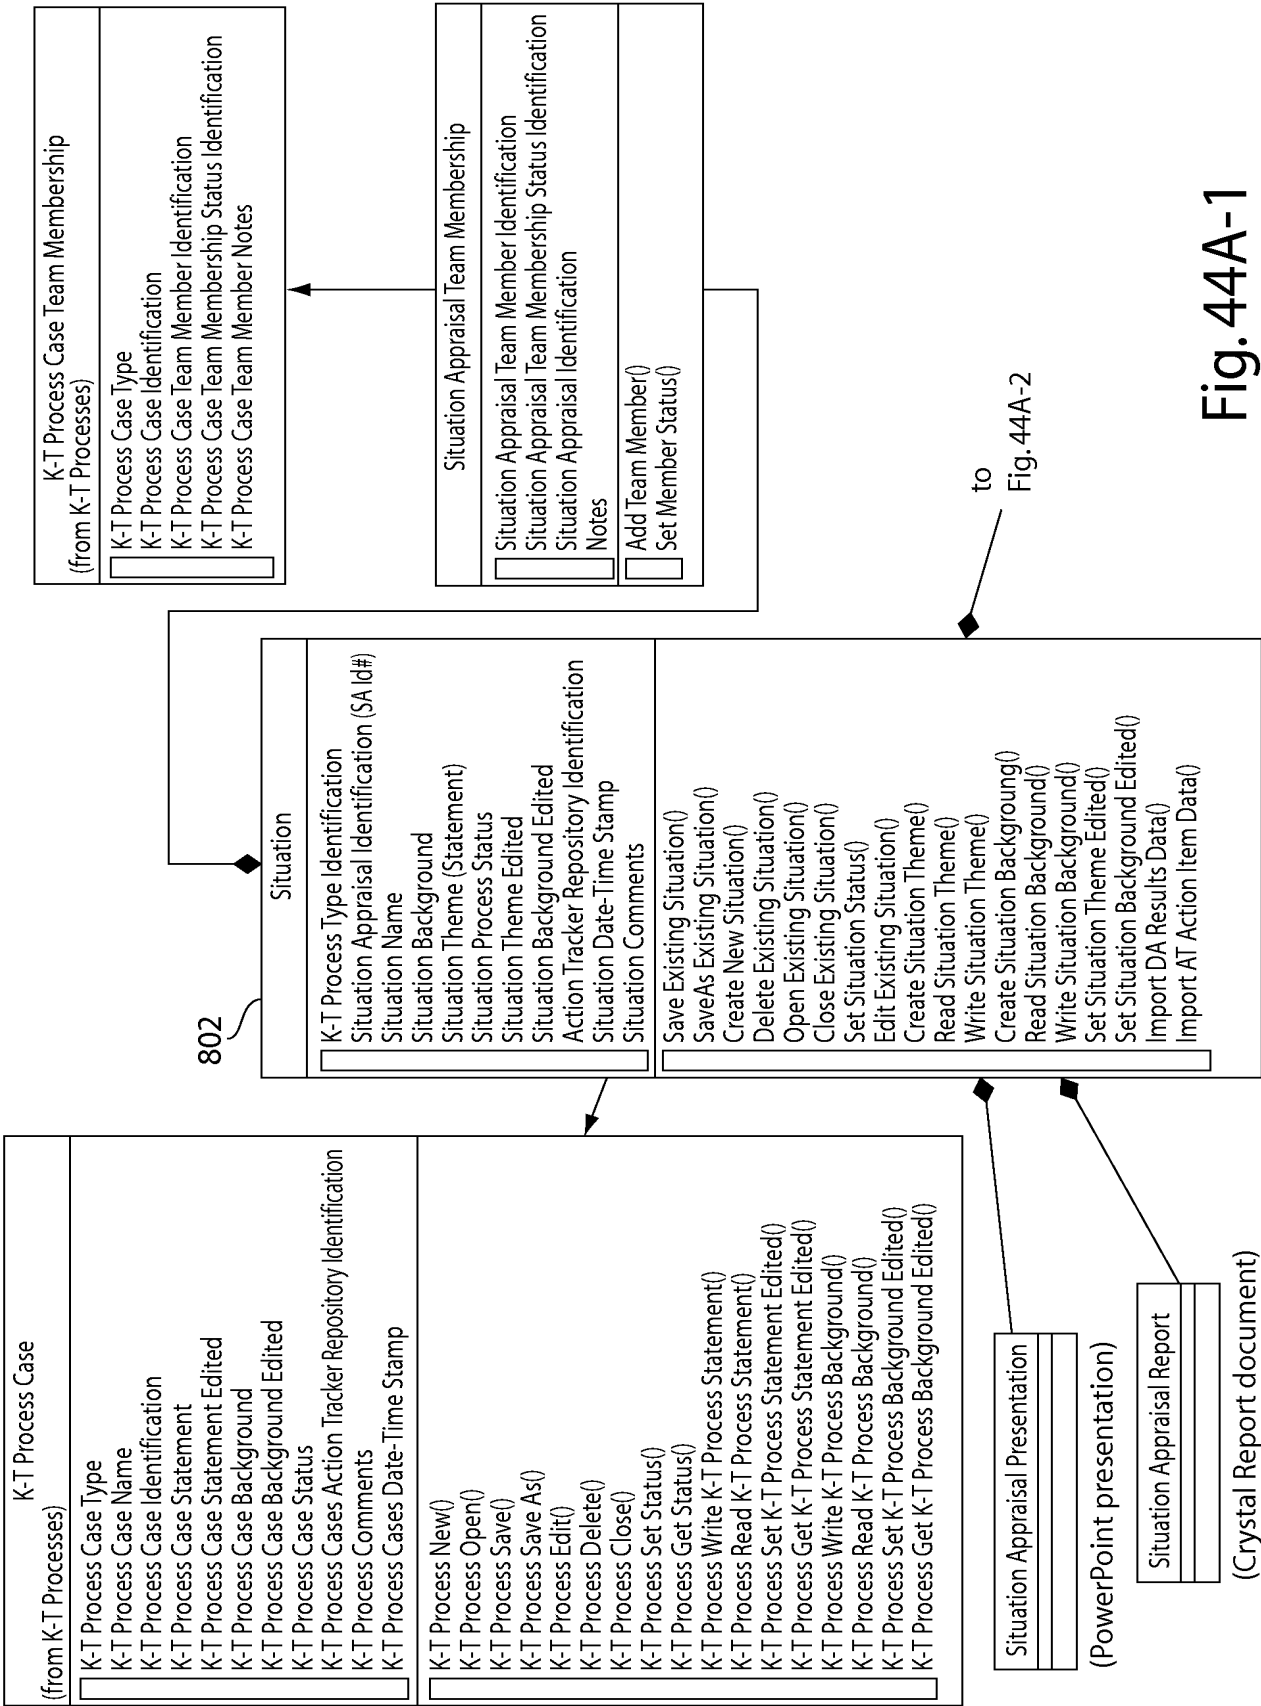 K-T Process Case
(from K-T Processes)
K-T Process Case Type
K-T Process Case Name
K-T Process Case Identification
K-T Process Case Statement
K-T Process Case Statement Edited
K-T Process Case Background
K-T Process Case Background Edited
K-T Process Case Status
K-T Process Cases Action Tracker Repository Identification
K-T Process Comments
K-T Process Cases Date-Time Stamp
K-T Process New()
K-T Process Open()
K-T Process Save()
K-T Process Save As()
K-T Process Edit()
K-T Process Delete()
K-T Process Close()
K-T Process Set Status()
K-T Process Get Status()
K-T Process Write K-T Process Statement()
K-T Process Read K-T Process Statement()
K-T Process Set K-T Process Statement Edited()
K-T Process Get K-T Process Statement Edited()
K-T Process Write K-T Process Background()
K-T Process Read K-T Process Background()
K-T Process Set K-T Process Background Edited()
K-T Process Get K-T Process Background Edited()
Situation Appraisal Presentation
(PowerPoint presentation)
Situation Appraisal Report
(Crystal Report document)
802
Situation
K-T Process Type Identification
Situation Appraisal Identification (SA Id#)
Situation Name
Situation Background
Situation Theme (Statement)
Situation Process Status
Situation Theme Edited
Situation Background Edited
Action Tracker Repository Identification
Situation Date-Time Stamp
Situation Comments
Save Existing Situation()
SaveAs Existing Situation()
Create New Situation()
Delete Existing Situation()
Open Existing Situation()
Close Existing Situation()
Set Situation Status()
Edit Existing Situation()
Create Situation Theme()
Read Situation Theme()
Write Situation Theme()
Create Situation Backgroung()
Read Situation Background()
Write Situation Background()
Set Situation Theme Edited()
Set Situation Background Edited()
Import DA Results Data()
Import AT Action Item Data()
K-T Process Case Team Membership
(from K-T Processes)
K-T Process Case Type
K-T Process Case Identification
K-T Process Case Team Member Identification
K-T Process Case Team Membership Status Identification
K-T Process Case Team Member Notes
Situation Appraisal Team Membership
Situation Appraisal Team Member Identification
Situation Appraisal Team Membership Status Identification
Situation Appraisal Identification
Notes
Add Team Member()
Set Member Status()
to
Fig. 44A-2
Fig. 44A-1